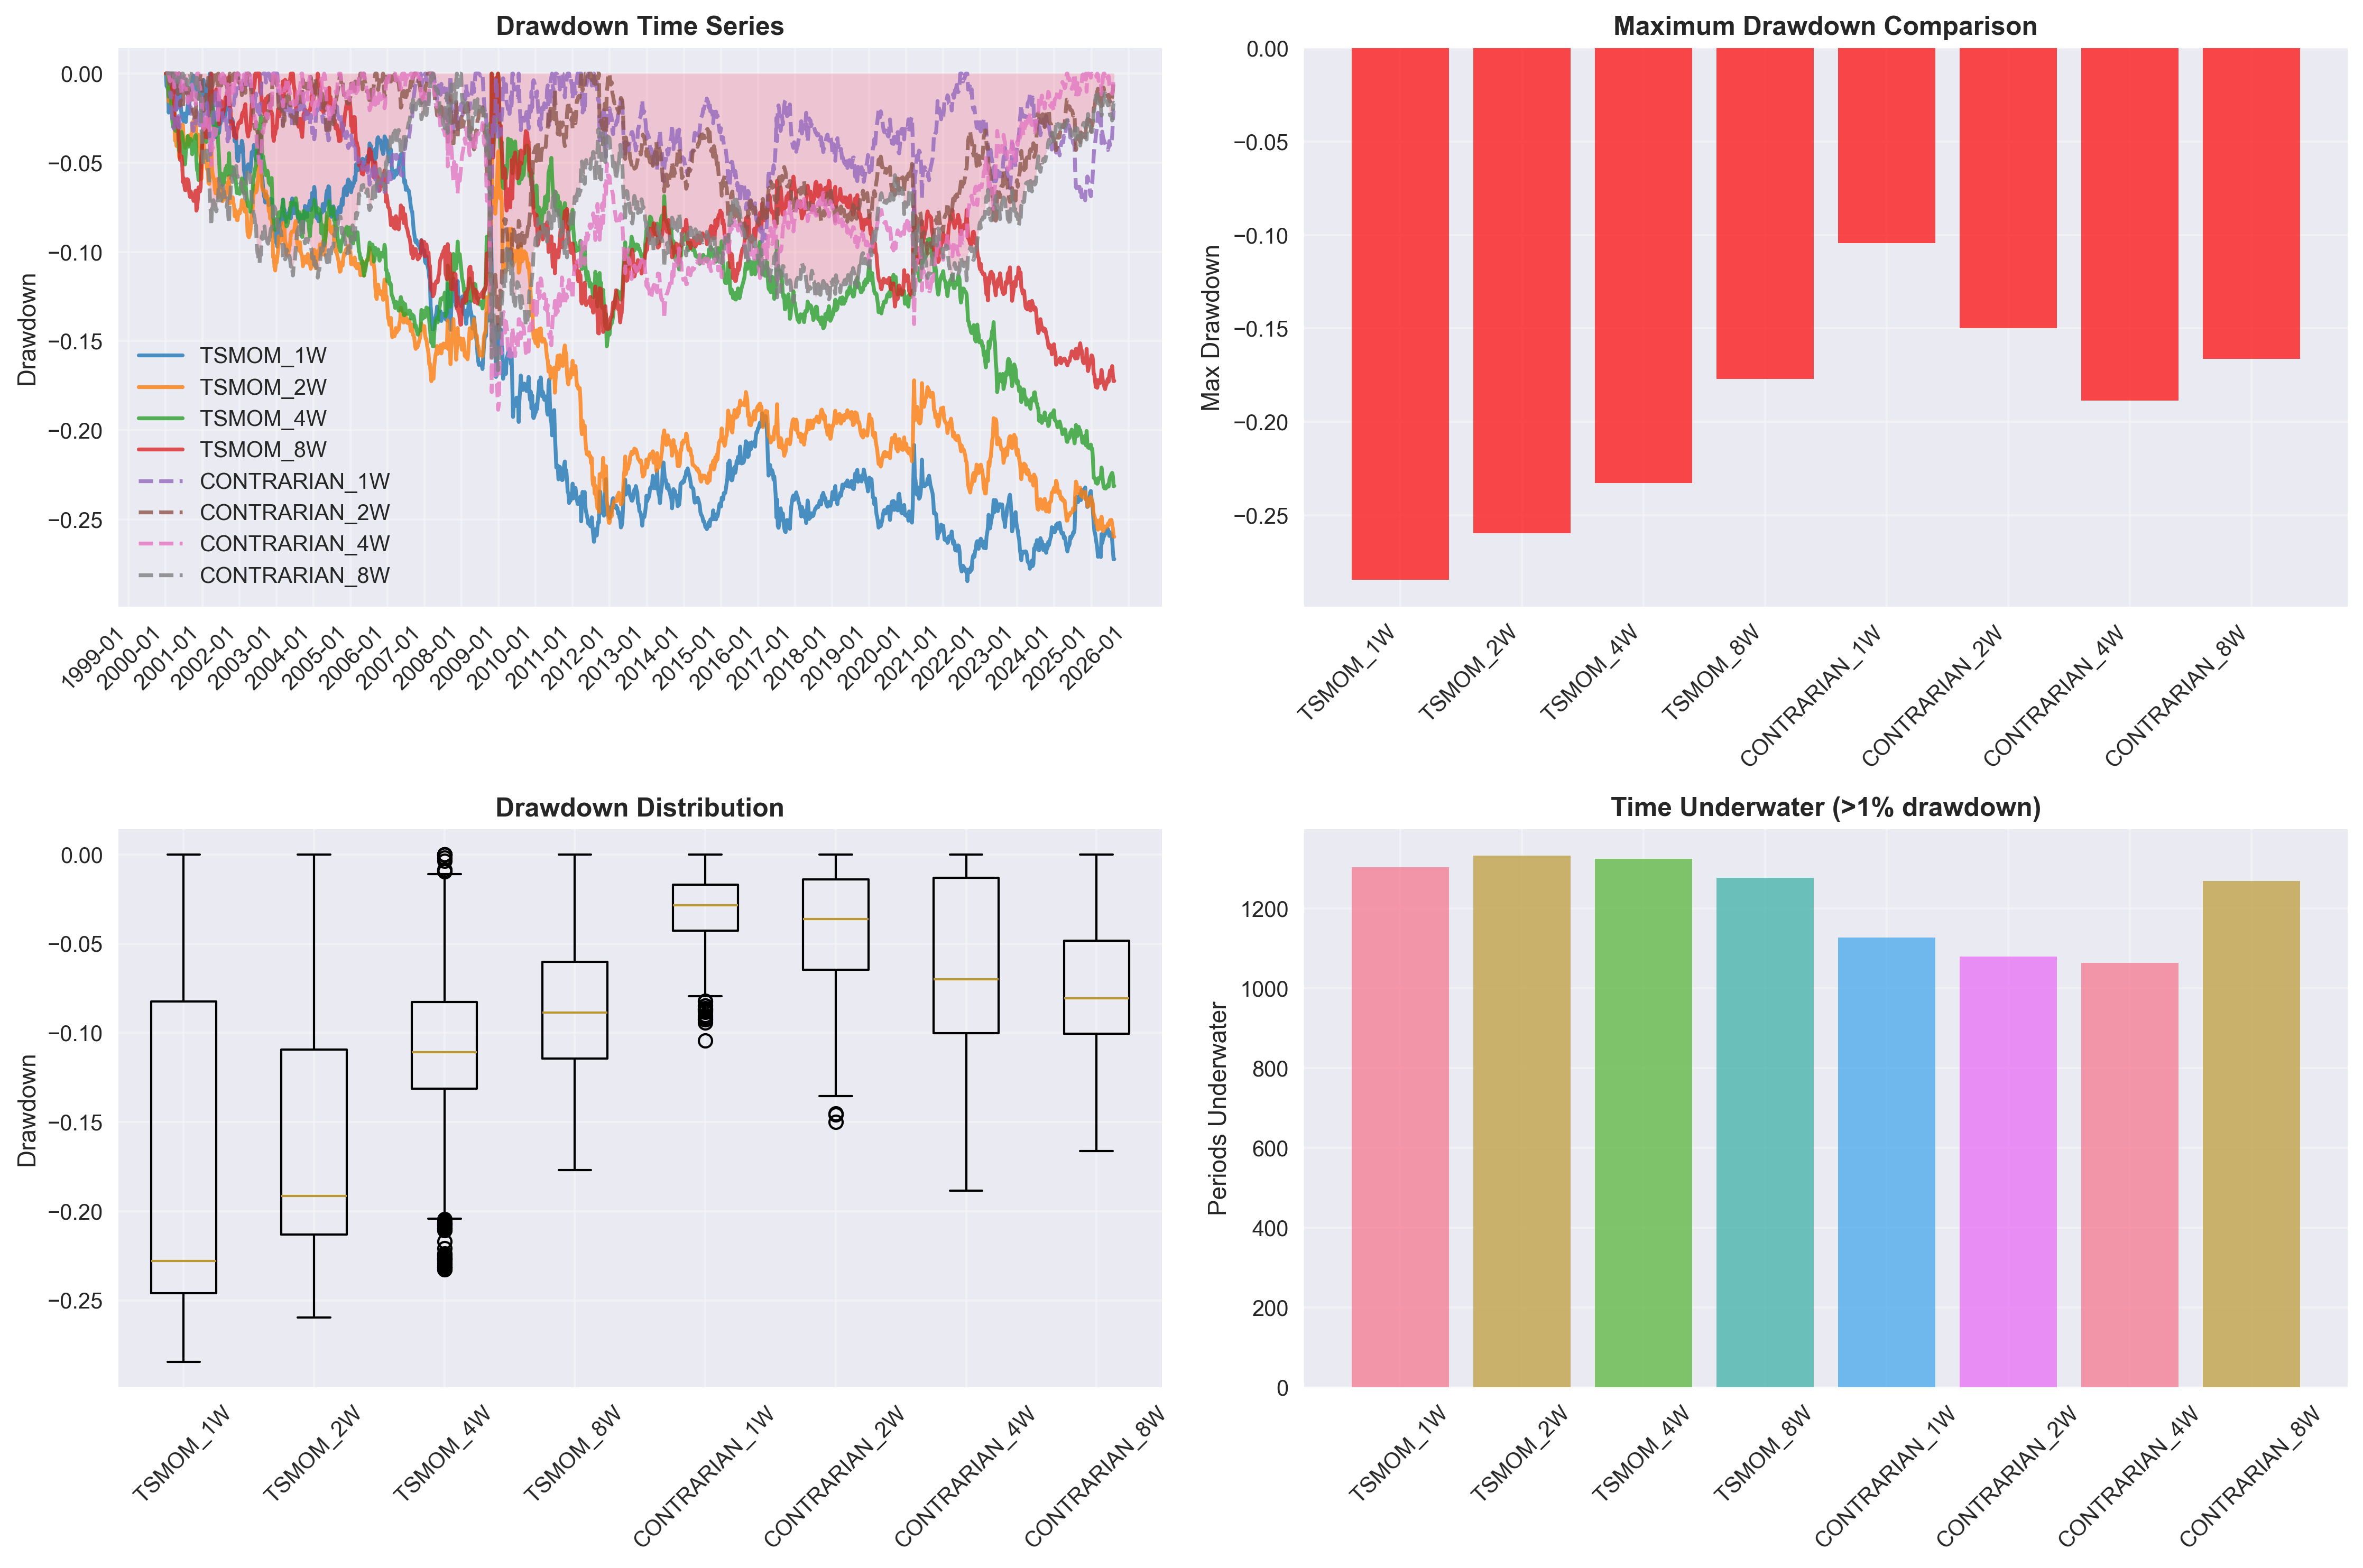 Drawdown Time Series
Drawdown
0.00
−0.05
−0.10
−0.15
−0.20
−0.25
TSMOM_1W
TSMOM_2W
TSMOM_4W
TSMOM_8W
CONTRARIAN_1W
CONTRARIAN_2W
CONTRARIAN_4W
CONTRARIAN_8W
1999-01
2000-01
2001-01
2002-01
2003-01
2004-01
2005-01
2006-01
2007-01
2008-01
2009-01
2010-01
2011-01
2012-01
2013-01
2014-01
2015-01
2016-01
2017-01
2018-01
2019-01
2020-01
2021-01
2022-01
2023-01
2024-01
2025-01
2026-01
Maximum Drawdown Comparison
Max Drawdown
0.00
−0.05
−0.10
−0.15
−0.20
−0.25
TSMOM_1W
TSMOM_2W
TSMOM_4W
TSMOM_8W
CONTRARIAN_1W
CONTRARIAN_2W
CONTRARIAN_4W
CONTRARIAN_8W
Drawdown Distribution
Drawdown
0.00
−0.05
−0.10
−0.15
−0.20
−0.25
TSMOM_1W
TSMOM_2W
TSMOM_4W
TSMOM_8W
CONTRARIAN_1W
CONTRARIAN_2W
CONTRARIAN_4W
CONTRARIAN_8W
Time Underwater (>1% drawdown)
Periods Underwater
1200
1000
800
600
400
200
0
TSMOM_1W
TSMOM_2W
TSMOM_4W
TSMOM_8W
CONTRARIAN_1W
CONTRARIAN_2W
CONTRARIAN_4W
CONTRARIAN_8W